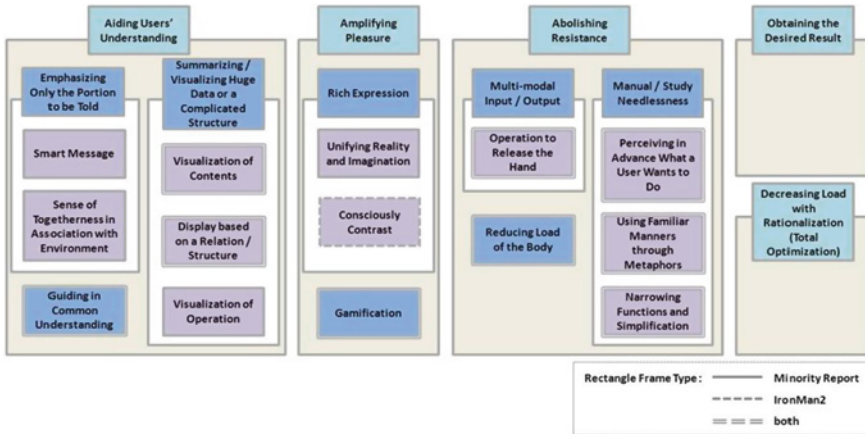 Aiding Users'
Understanding
Emphasizing
Only the Portion
to be Told
Smart Message
Sense of
Togetherness in
Association with
Environment
Guiding in
Common
Understanding
Summarizing /
Visualizing Huge
Data or a
Complicated
Structure
Visualization of
Contents
Display based
on a Relation /
Structure
Visualization of
Operation
Amplifying
Pleasure
Rich Expression
Unifying Reality
and Imagination
Consciously
Contrast
Gamification
Abolishing
Resistance
Multi-modal
Input / Output
Operation to
Release the
Hand
Reducing Load
of the Body
Manual / Study
Needlessness
Perceiving in
Advance What a
User Wants to
Do
Using Familiar
Manners
through
Metaphors
Narrowing
Functions and
Simplification
Obtaining the
Desired Result
Decreasing Load
with
Rationalization
(Total
Optimization)
Rectangle Frame Type : Minority Report
IronMan2
both